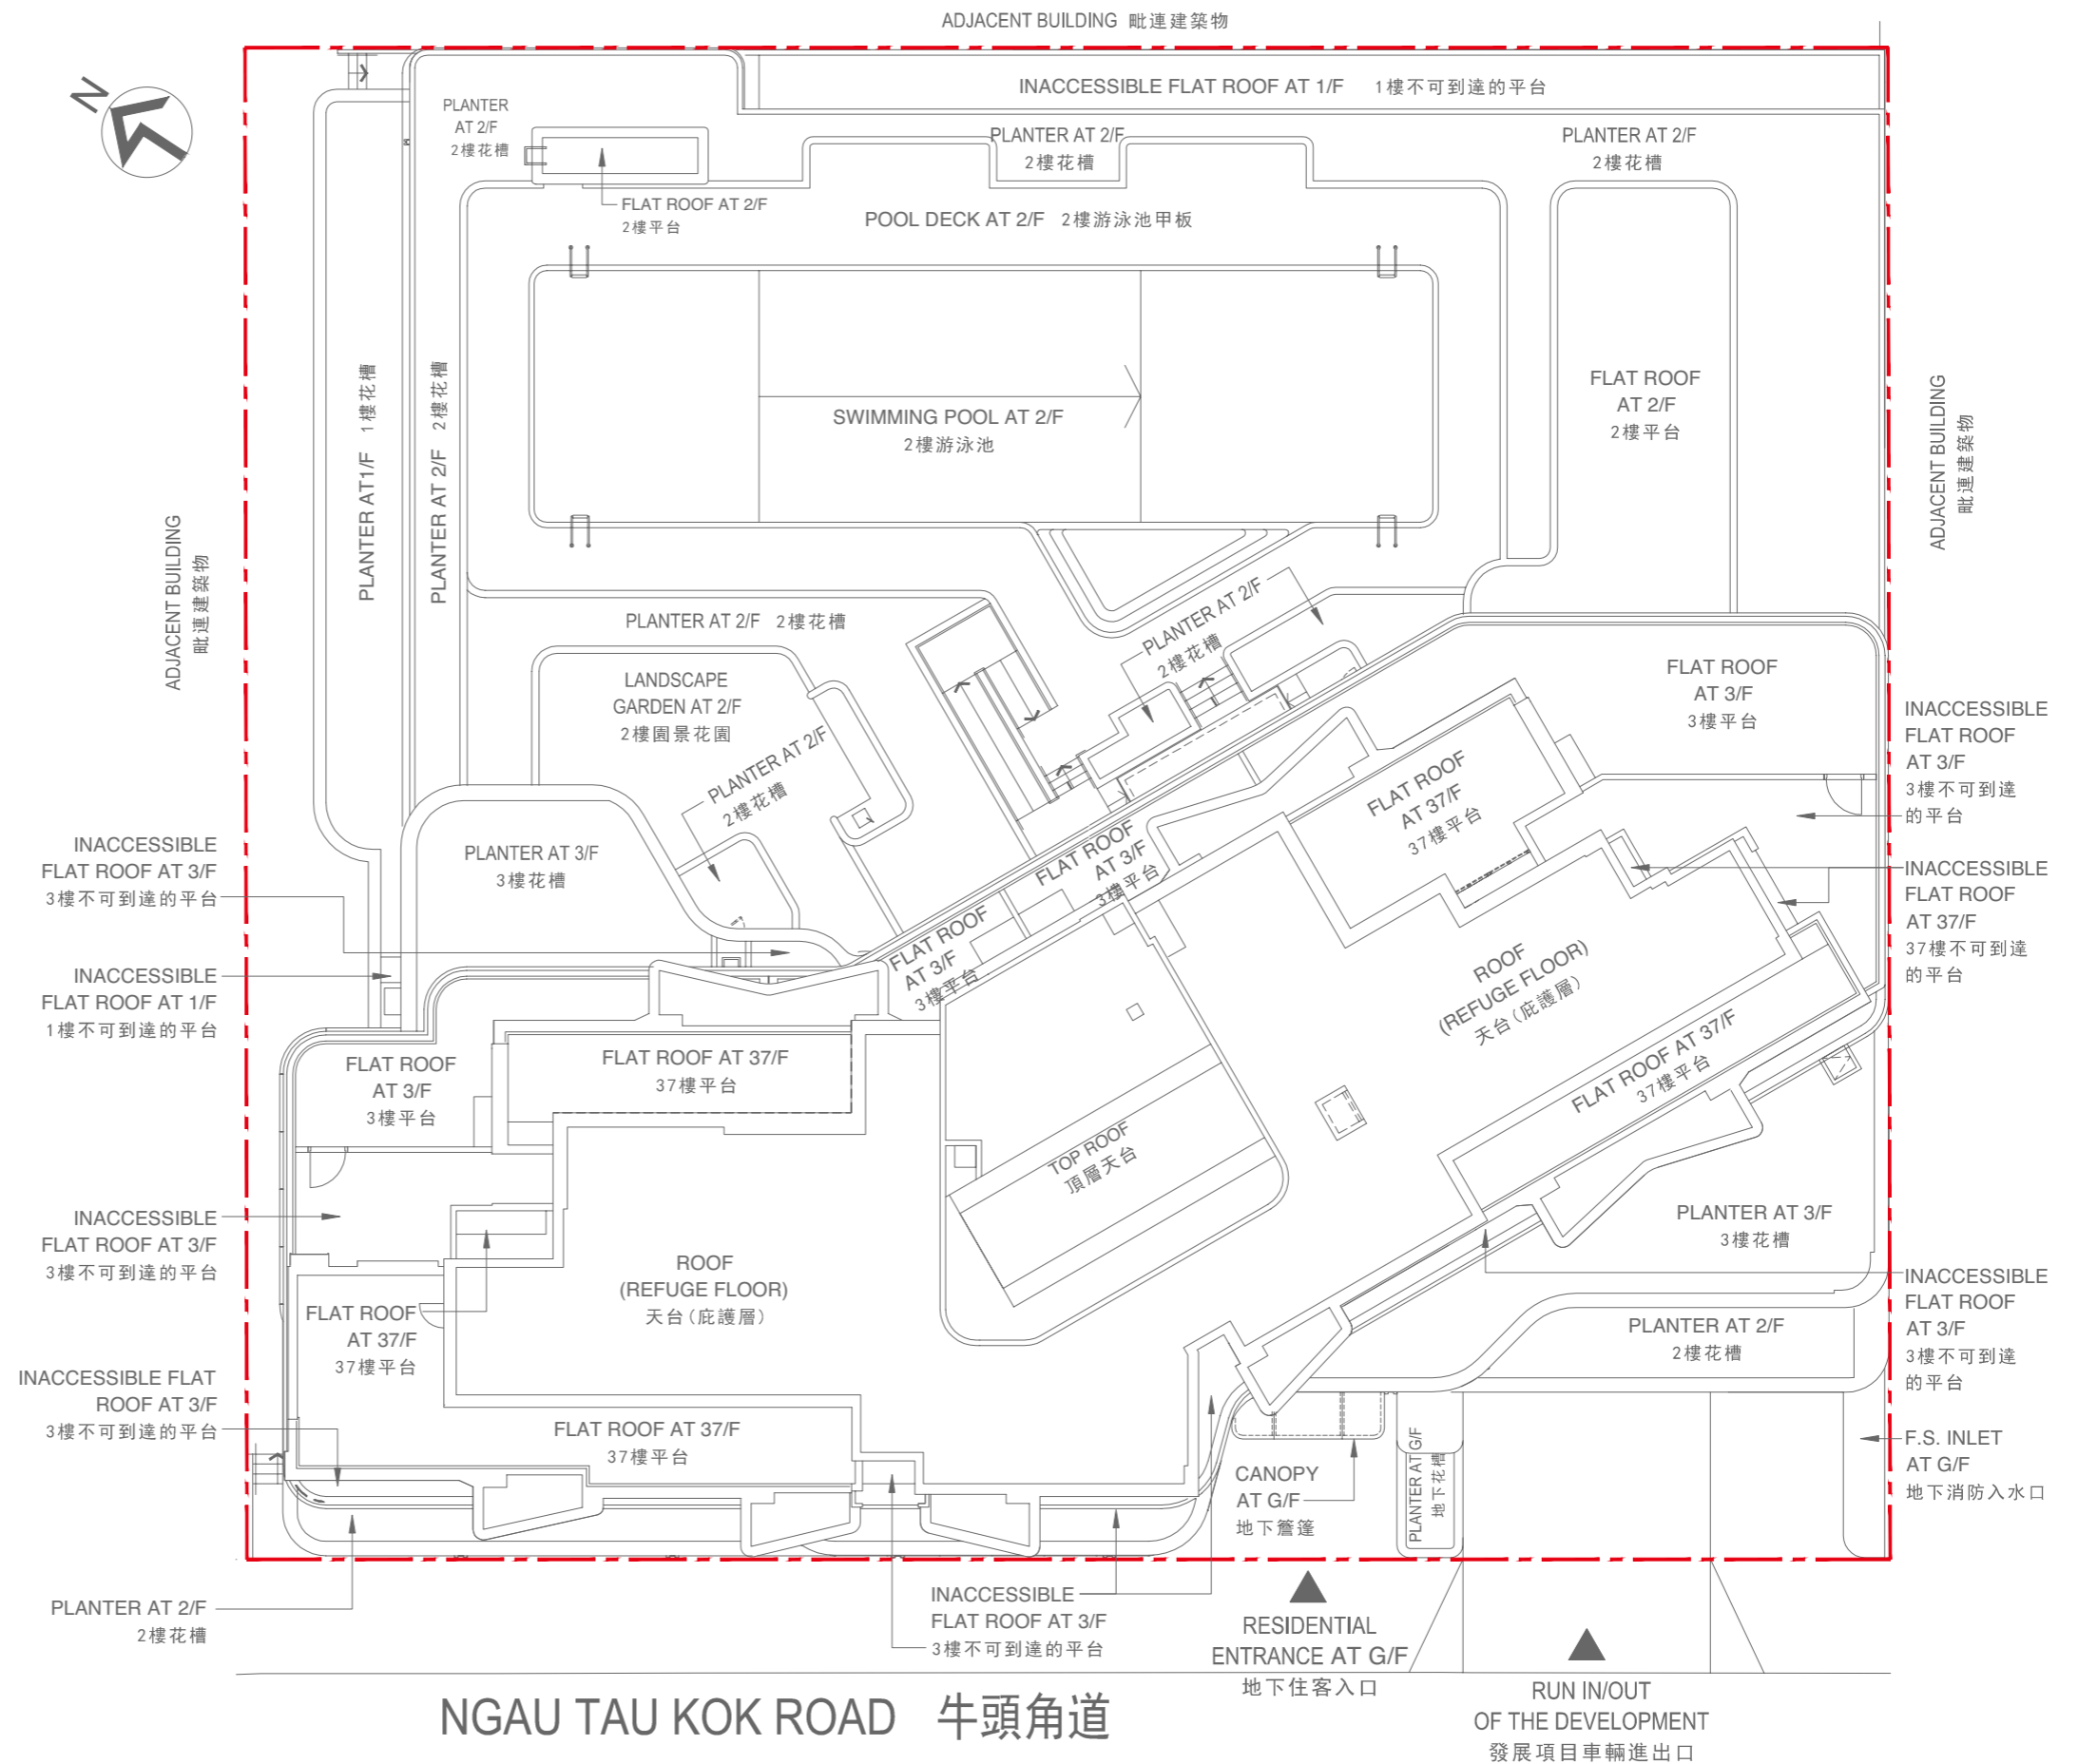 ADJACENT BUILDING 毗連建築物
N
INACCESSIBLE FLAT ROOF AT 1/F 1樓不可到達的平台
PLANTER
AT 2/F
2樓花槽
PLANTER AT 2/F
2樓花槽
PLANTER AT 2/F
2樓花槽
FLAT ROOF AT 2/F
2樓平台
POOL DECK AT 2/F 2樓游泳池甲板
PLANTER AT1/F 1樓花槽
PLANTER AT 2/F 2樓花槽
SWIMMING POOL AT 2/F
2樓游泳池
FLAT ROOF
AT 2/F
2樓平台
ADJACENT BUILDING
毗連建築物
ADJACENT BUILDING
毗連建築物
PLANTER AT 2/F 2樓花槽
PLANTER AT 2/F
2樓花槽
LANDSCAPE
GARDEN AT 2/F
2樓園景花園
PLANTER AT 2/F
2樓花槽
FLAT ROOF
AT 3/F
3樓平台
INACCESSIBLE
FLAT ROOF
AT 3/F
3樓不可到達
的平台
FLAT ROOF
AT 37/F
37樓平台
INACCESSIBLE
FLAT ROOF AT 3/F
3樓不可到達的平台
PLANTER AT 3/F
3樓花槽
FLAT ROOF
AT 3/F
3樓平台
INACCESSIBLE
FLAT ROOF
AT 37/F
37樓不可到達
的平台
FLAT ROOF
AT 3/F
3樓平台
ROOF
(REFUGE FLOOR)
天台(庇護層)
INACCESSIBLE
FLAT ROOF AT 1/F
1樓不可到達的平台
FLAT ROOF
AT 3/F
3樓平台
FLAT ROOF AT 37/F
37樓平台
FLAT ROOF AT 37/F
37樓平台
TOP ROOF
頂層天台
INACCESSIBLE
FLAT ROOF AT 3/F
3樓不可到達的平台
PLANTER AT 3/F
3樓花槽
ROOF
(REFUGE FLOOR)
天台(庇護層)
FLAT ROOF
AT 37/F
37樓平台
INACCESSIBLE
FLAT ROOF
AT 3/F
3樓不可到達
的平台
PLANTER AT 2/F
2樓花槽
INACCESSIBLE FLAT
ROOF AT 3/F
3樓不可到達的平台
FLAT ROOF AT 37/F
37樓平台
CANOPY
AT G/F
地下簷篷
PLANTER AT G/F
地下花槽
F.S. INLET
AT G/F
地下消防入水口
PLANTER AT 2/F
2樓花槽
INACCESSIBLE
FLAT ROOF AT 3/F
3樓不可到達的平台
RESIDENTIAL
ENTRANCE AT G/F
地下住客入口
RUN IN/OUT
OF THE DEVELOPMENT
發展項目車輛進出口
NGAU TAU KOK ROAD 牛頭角道